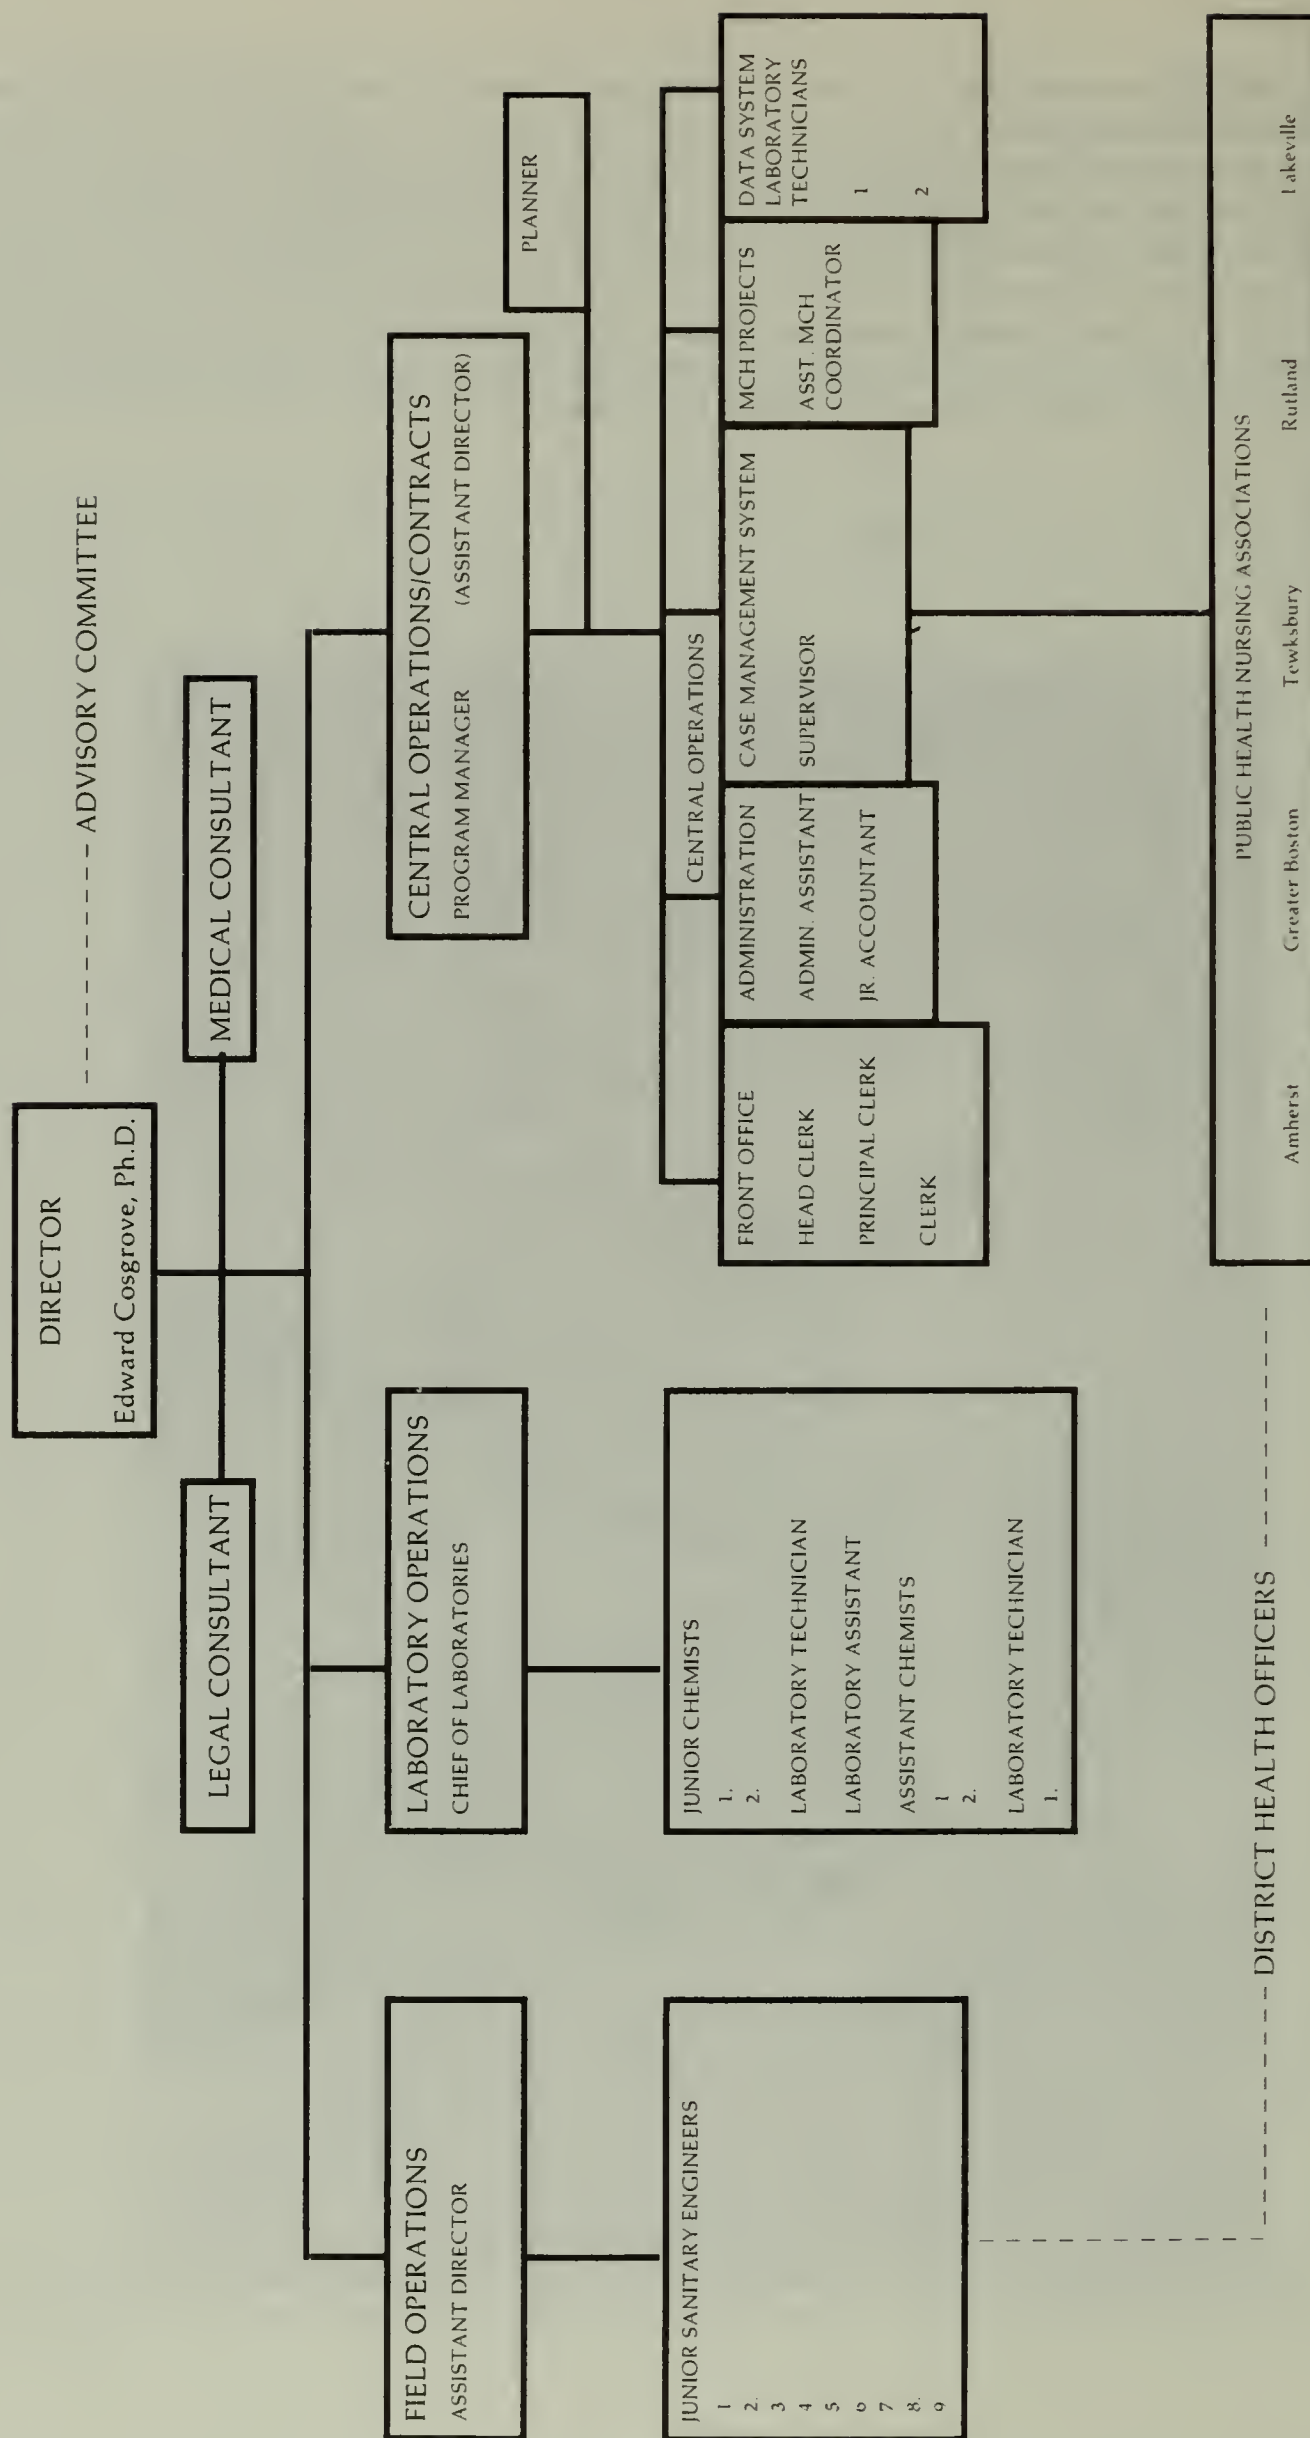 DIRECTOR
Edward Cosgrove, Ph.D.
ADVISORY COMMITTEE
LEGAL CONSULTANT
MEDICAL CONSULTANT
FIELD OPERATIONS
ASSISTANT DIRECTOR
LABORATORY OPERATIONS
CHIEF OF LABORATORIES
CENTRAL OPERATIONS/CONTRACTS
PROGRAM MANAGER (ASSISTANT DIRECTOR)
PLANNER
JUNIOR SANITARY ENGINEERS
1
2.
3
4
5
6
7
8.
9
JUNIOR CHEMISTS
1.
2.
LABORATORY TECHNICIAN
LABORATORY ASSISTANT
ASSISTANT CHEMISTS
1
2.
LABORATORY TECHNICIAN
1.
CENTRAL OPERATIONS
FRONT OFFICE
HEAD CLERK
PRINCIPAL CLERK
CLERK
ADMINISTRATION
ADMIN. ASSISTANT
JR. ACCOUNTANT
CASE MANAGEMENT SYSTEM
SUPERVISOR
MCH PROJECTS
ASST. MCH
COORDINATOR
DATA SYSTEM
LABORATORY
TECHNICIANS
1
2
DISTRICT HEALTH OFFICERS
PUBLIC HEALTH NURSING ASSOCIATIONS
Amherst Greater Boston Tewksbury Rutland Lakeville